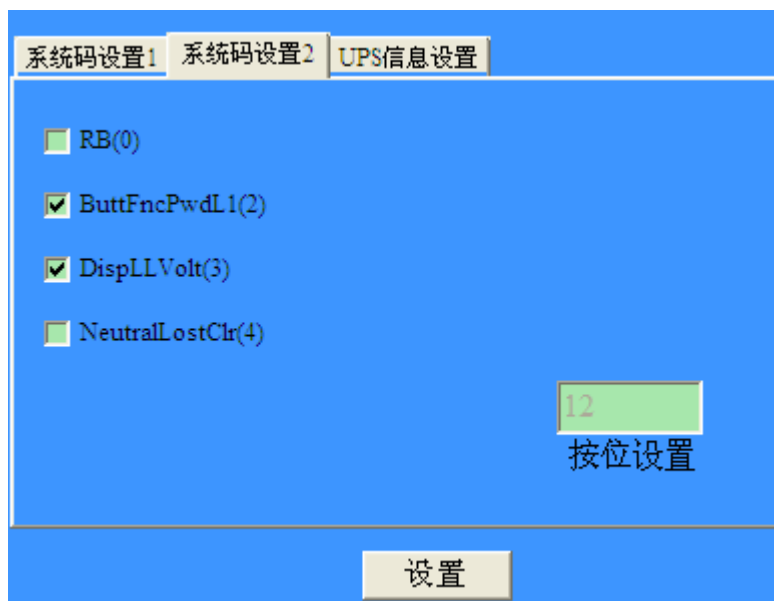 系统码设置1 系统码设置2 UPS信息设置
RB(0)
ButtFncPwdL1(2)
DispLLVolt(3)
NeutralLostClr(4)
12
按位设置
设置